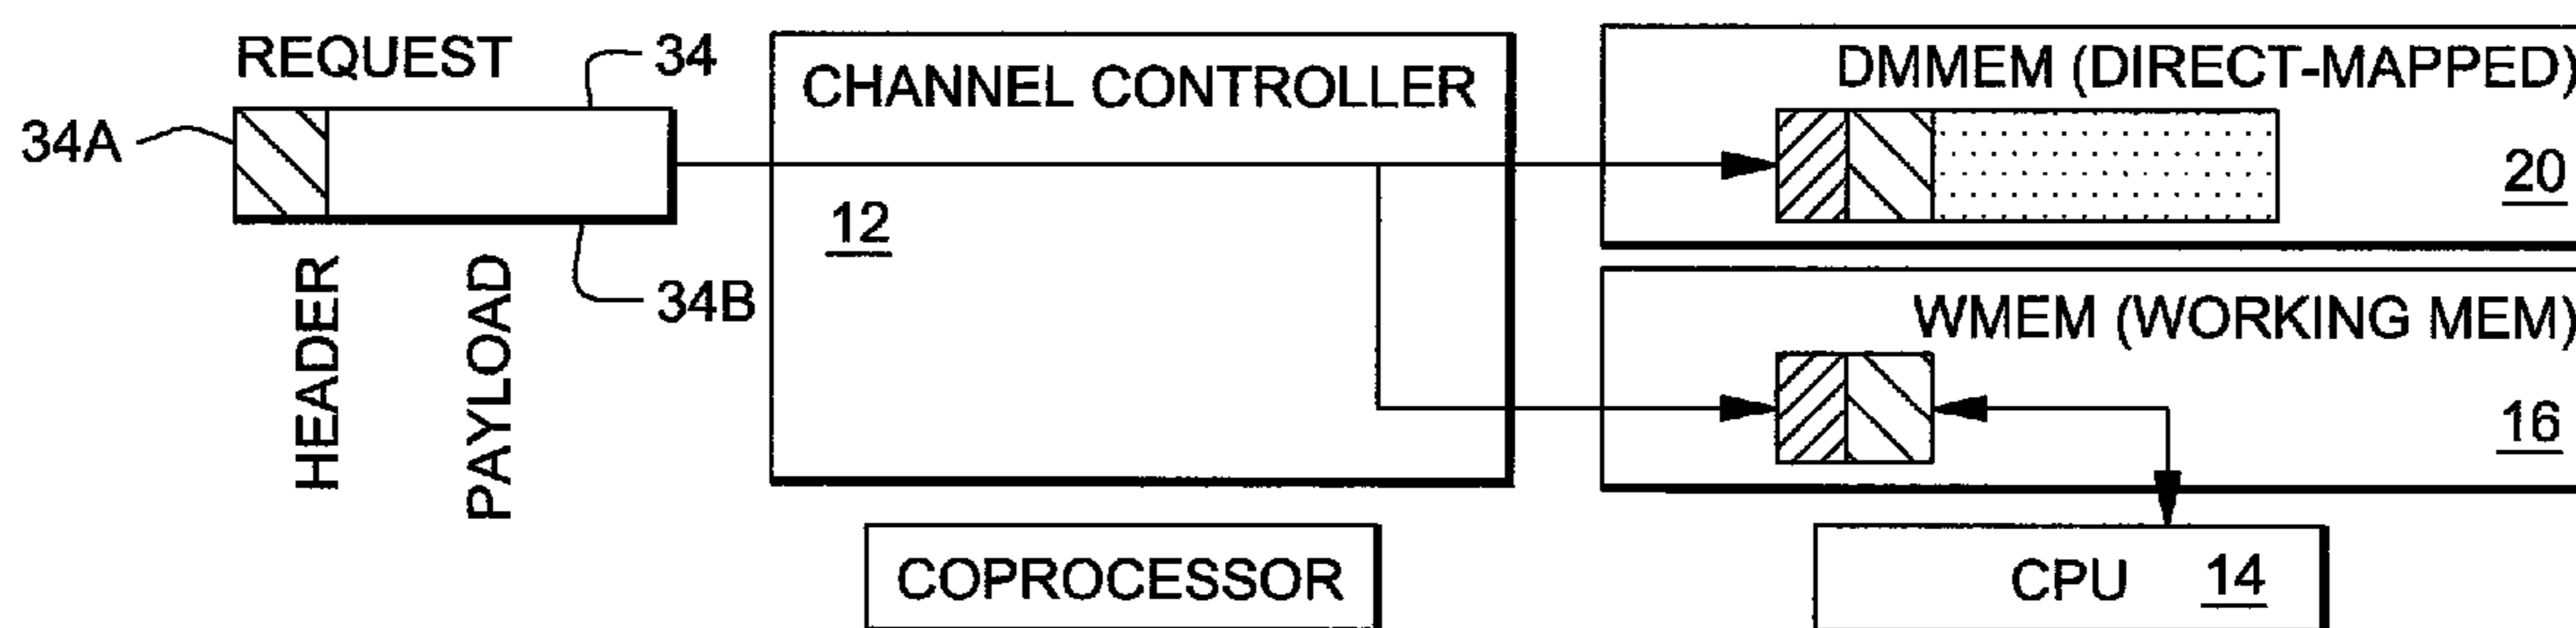 REQUEST
34
34A
34B
HEADER
PAYLOAD
CHANNEL CONTROLLER
12
DMMEM (DIRECT-MAPPED)
20
WMEM (WORKING MEM)
16
COPROCESSOR
CPU 14